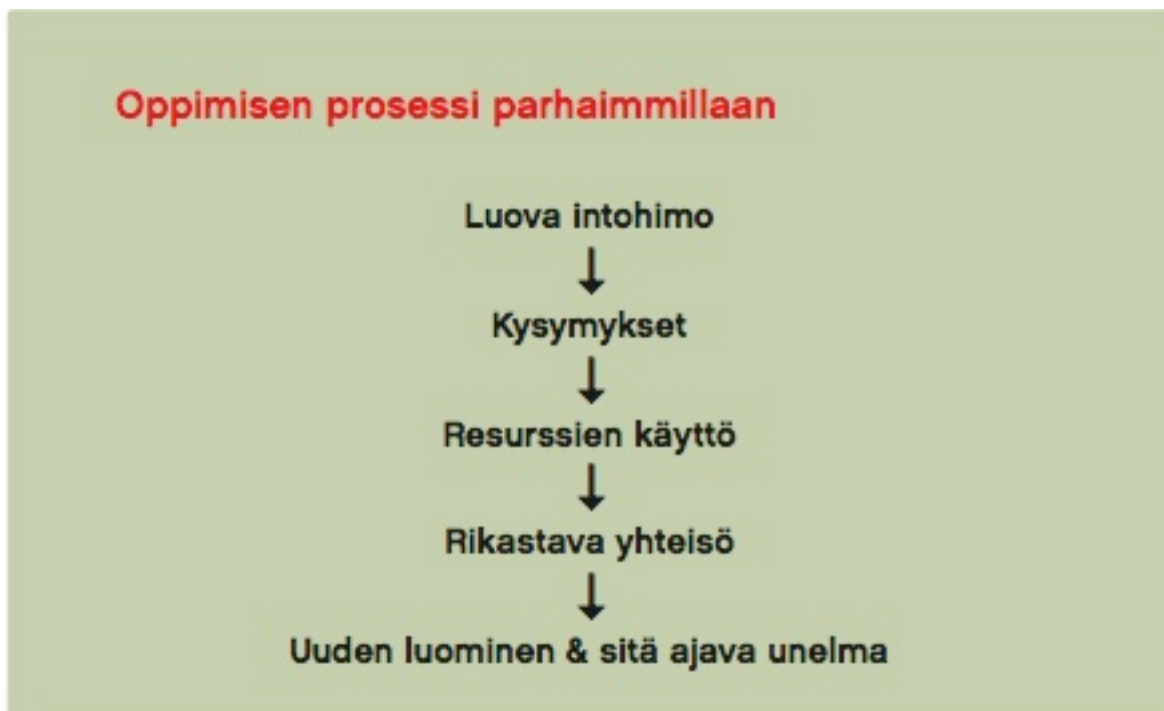 Oppimisen prosessi parhaimmillaan
Luova intohimo
Kysymykset
Resurssien käyttö
Rikastava yhteisö
Uuden luominen & sitä ajava unelma